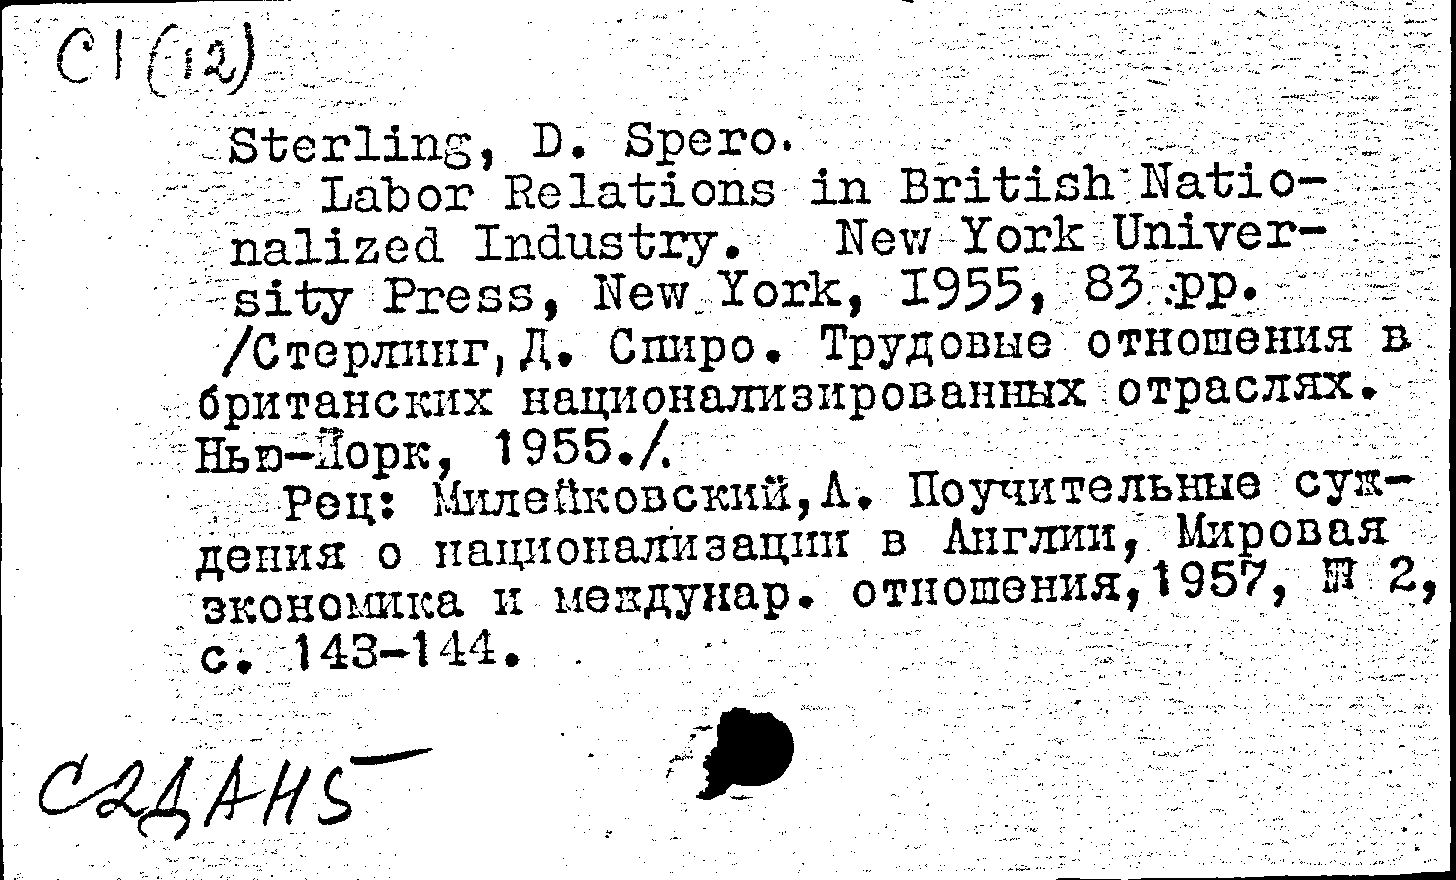 С1(12)
Sterling, D. Spero.
Labor Relations in British Natio-
nalized Industry. New York Univer-
sity Press, New York, I955, 83 pp.
/Стерлинг, Д. Спиро. Трудовые отношения в
британских национализированных отраслях.
Нью-Йорк, 1955./.
Рец: Милейковский,А. Поучительные суж-
дения о национализации в Англии, Мировая
экономика и междунар. отношения,1957, № 2,
с. 143-144.
С2ДАН5